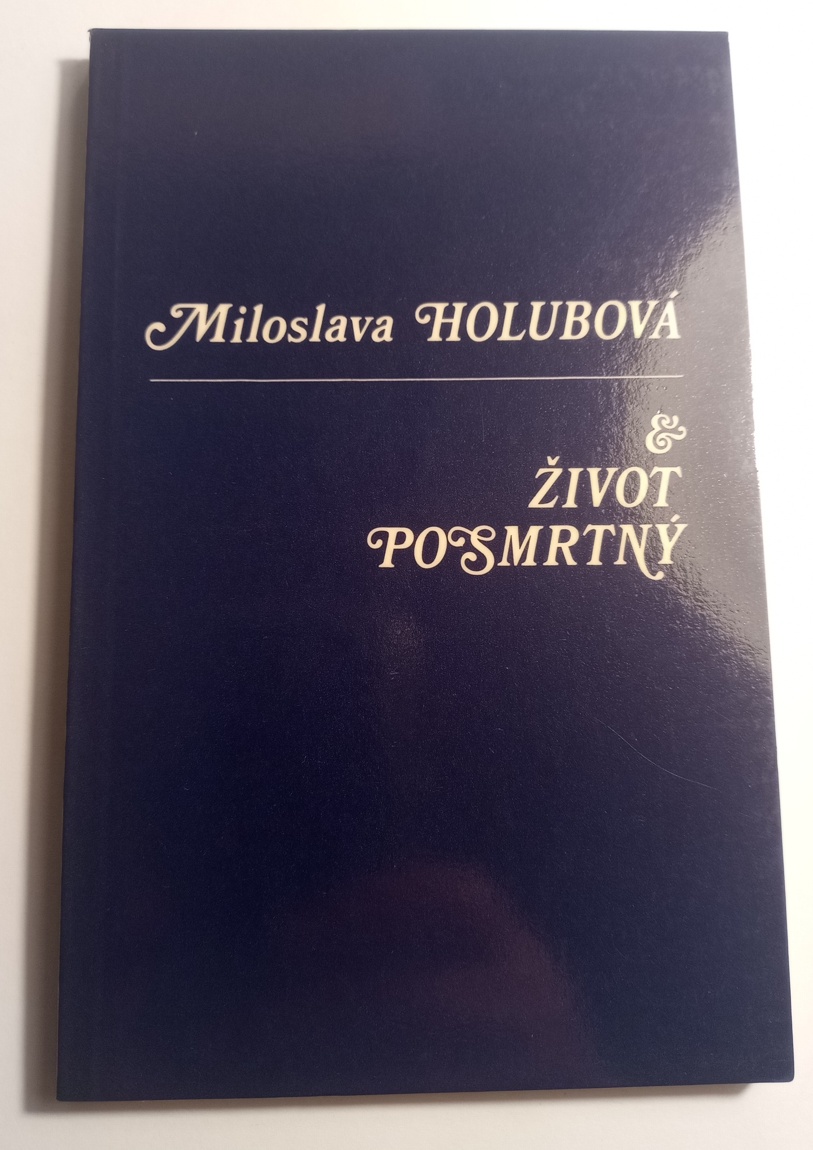 Miloslava HOLUBOVÁ
&
ŽIVOT
POSMRTNÝ